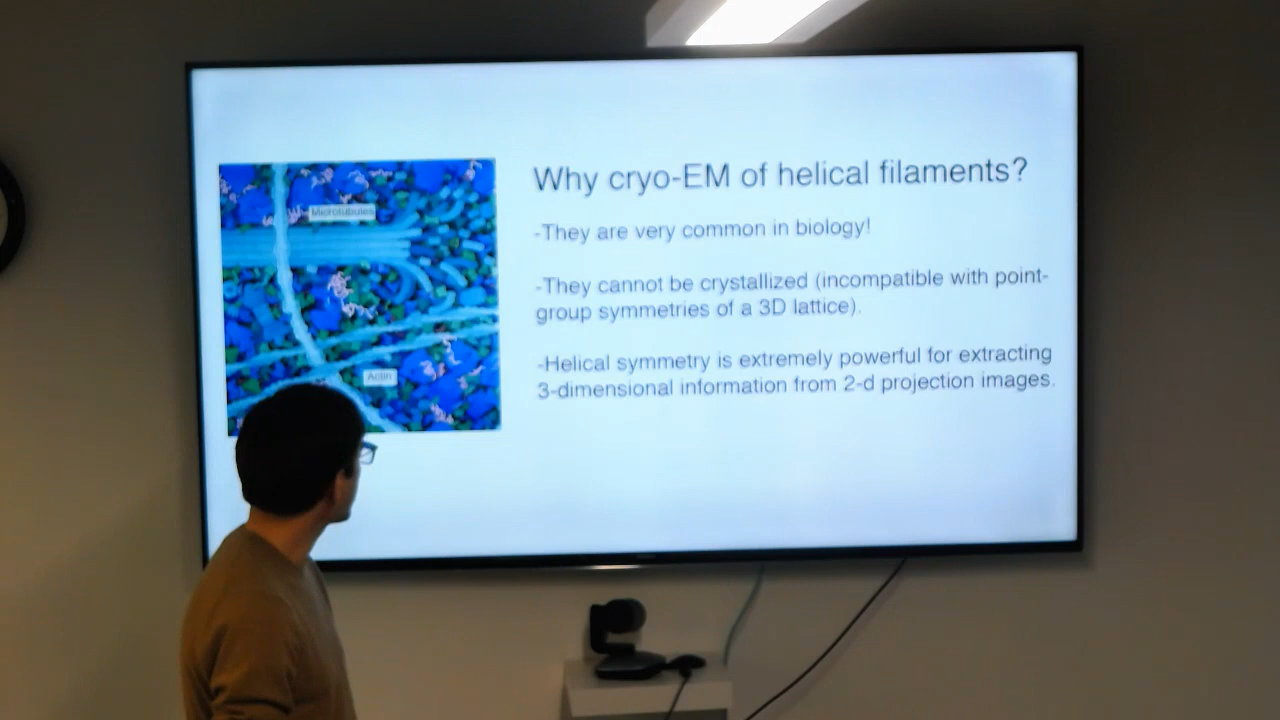 Microtubules
Actin
Why cryo-EM of helical filaments?
-They are very common in biology!
-They cannot be crystallized (incompatible with point-
group symmetries of a 3D lattice).
-Helical symmetry is extremely powerful for extracting
3-dimensional information from 2-d projection images.